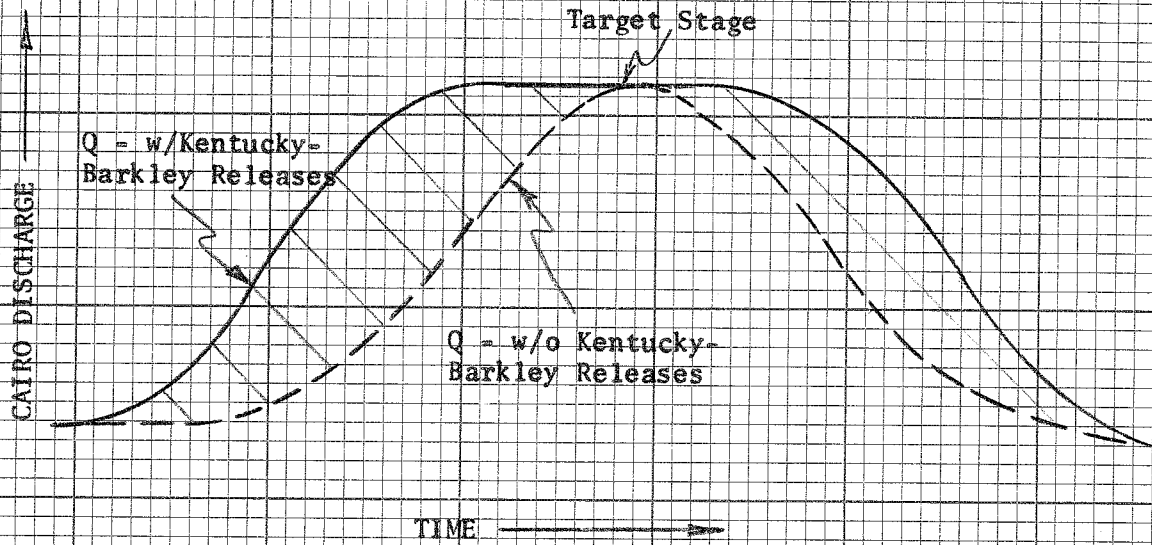 Target Stage
Q - w/Kentucky-
Barkley Releases
CAIRO DISCHARGE
Q - w/o Kentucky-
Barkley Releases
TIME